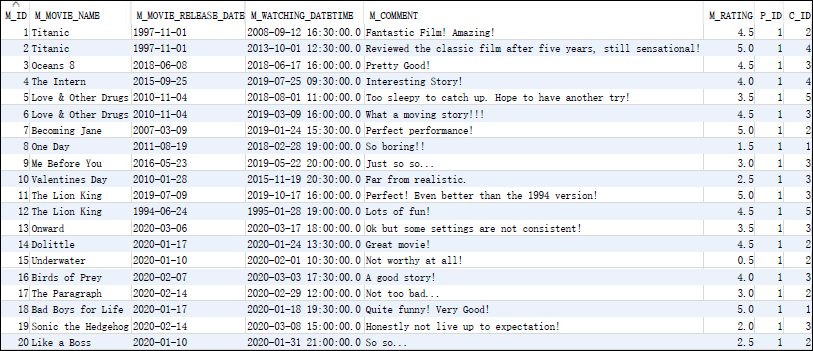 M_ID M_MOVIE_NAME M_MOVIE_RELEASE_DATE M_WATCHING_DATETIME M_COMMENT M_RATING P_ID C_ID
1 Titanic 1997-11-01 2008-09-12 16:30:00.0 Fantastic Film! Amazing! 4.5 1 2
2 Titanic 1997-11-01 2013-10-01 12:30:00.0 Reviewed the classic film after five years, still sensational! 5.0 1 4
3 Oceans 8 2018-06-08 2018-06-17 16:00:00.0 Pretty Good! 4.5 1 3
4 The Intern 2015-09-25 2019-07-25 09:30:00.0 Interesting Story! 4.0 1 4
5 Love & Other Drugs 2010-11-04 2018-08-01 11:00:00.0 Too sleepy to catch up. Hope to have another try! 3.5 1 5
6 Love & Other Drugs 2010-11-04 2019-03-09 16:00:00.0 What a moving story!!! 4.5 1 3
7 Becoming Jane 2007-03-09 2019-01-24 15:30:00.0 Perfect performance! 5.0 1 2
8 One Day 2011-08-19 2018-02-28 19:00:00.0 So boring!! 1.5 1 1
9 Me Before You 2016-05-23 2019-05-22 20:00:00.0 Just so so... 3.0 1 3
10 Valentines Day 2010-01-28 2015-11-19 20:30:00.0 Far from realistic. 2.5 1 3
11 The Lion King 2019-07-09 2019-10-17 16:00:00.0 Perfect! Even better than the 1994 version! 5.0 1 3
12 The Lion King 1994-06-24 1995-01-28 19:00:00.0 Lots of fun! 4.5 1 5
13 Onward 2020-03-06 2020-03-17 18:00:00.0 Ok but some settings are not consistent! 3.5 1 3
14 Dolittle 2020-01-17 2020-01-24 13:30:00.0 Great movie! 4.5 1 2
15 Underwater 2020-01-10 2020-02-01 10:30:00.0 Not worthy at all! 0.5 1 2
16 Birds of Prey 2020-02-07 2020-03-03 17:30:00.0 A good story! 4.0 1 3
17 The Paragraph 2020-02-14 2020-02-29 12:00:00.0 Not too bad... 3.0 1 2
18 Bad Boys for Life 2020-01-17 2020-01-18 19:30:00.0 Quite funny! Very Good! 5.0 1 1
19 Sonic the Hedgehog 2020-02-14 2020-03-08 15:00:00.0 Honestly not live up to expectation! 2.0 1 3
20 Like a Boss 2020-01-10 2020-01-31 21:00:00.0 So so... 2.5 1 2